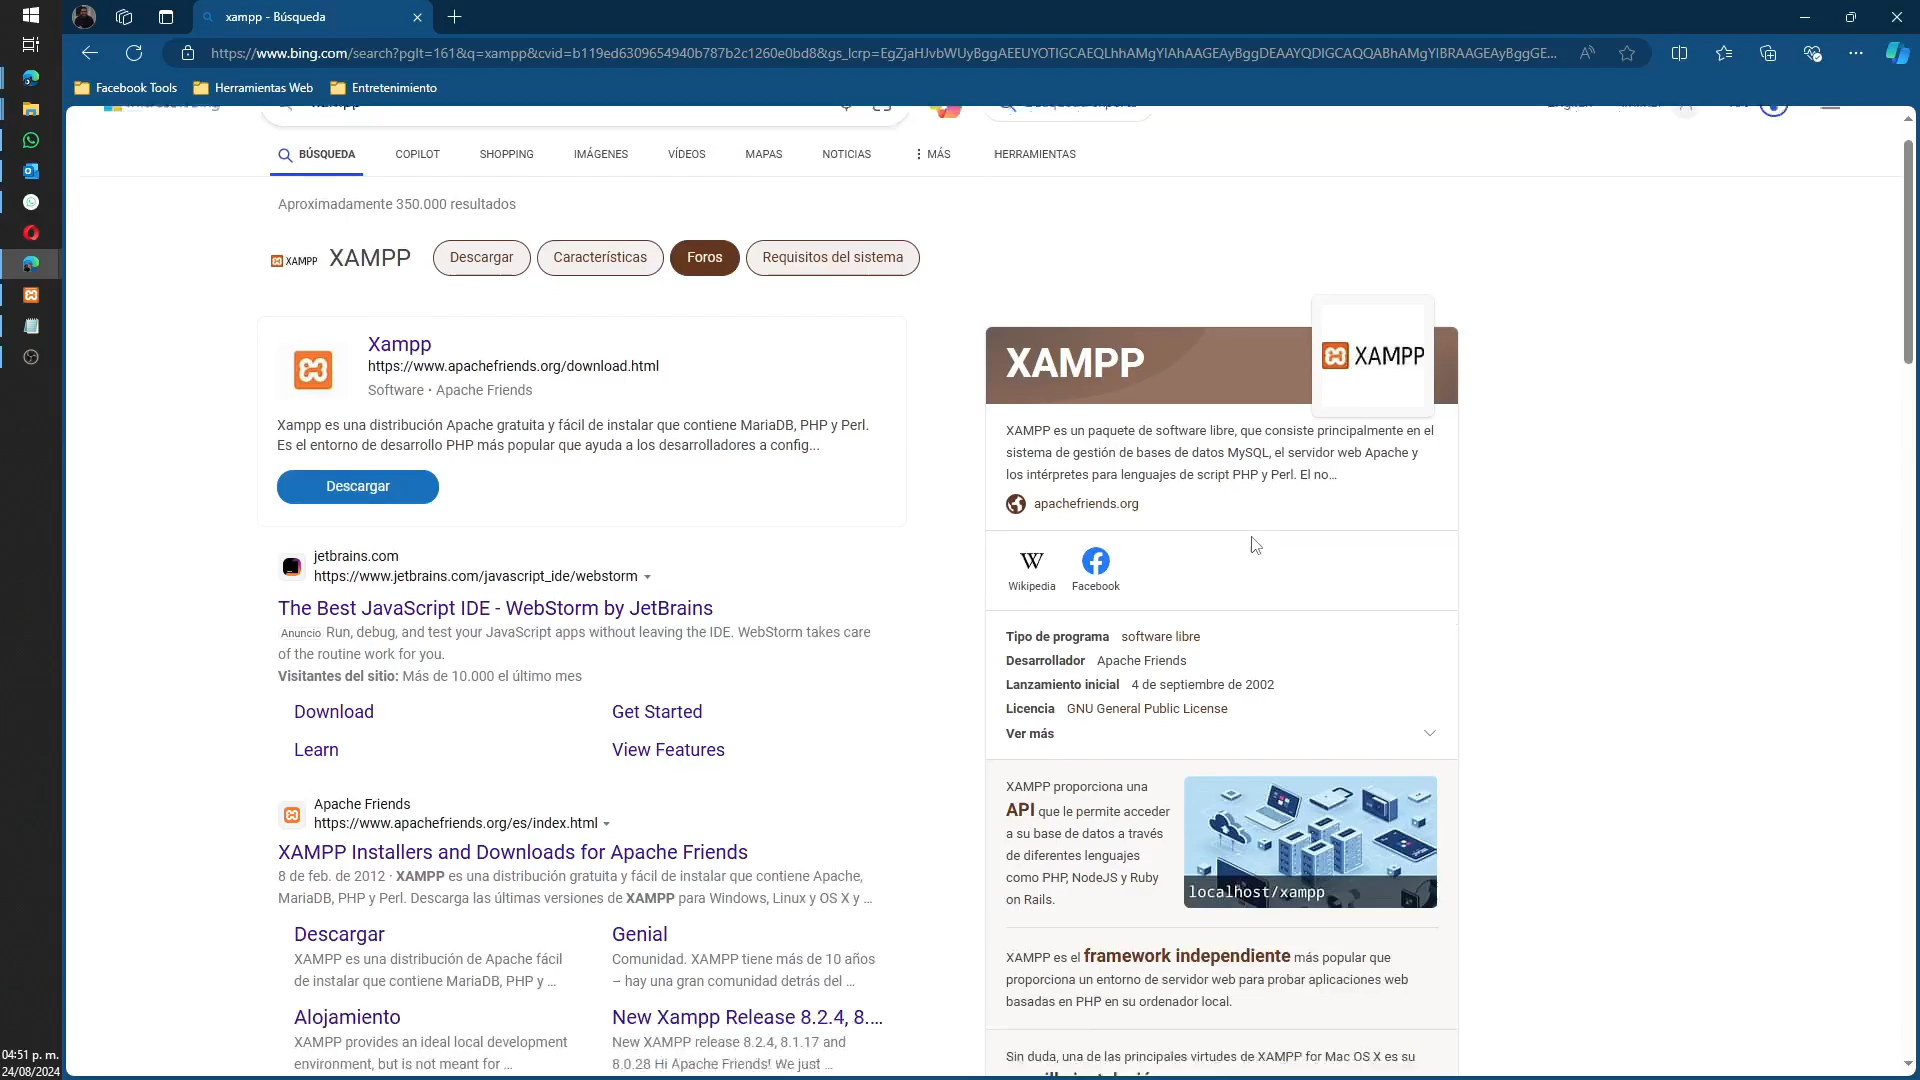 xampp - Búsqueda
https://www.bing.com/search?pglt=161&q=xampp&cvid=b119ed6309654940b787b2c1260e0bd8&gs_lcrp=EgZjaHJvbWUyBggAEEUYOTIGCAEQLhhAMgYIAhAAGEAyBggDEAAYQDIGCAQQABhAMgYIBRAAGEAyBggGE...
Facebook Tools
Herramientas Web
Entretenimiento
BÚSQUEDA
COPILOT
SHOPPING
IMÁGENES
VÍDEOS
MAPAS
NOTICIAS
MÁS
HERRAMIENTAS
Aproximadamente 350.000 resultados
XAMPP
XAMPP
Descargar
Características
Foros
Requisitos del sistema
Xampp
https://www.apachefriends.org/download.html
Software · Apache Friends
Xampp es una distribución Apache gratuita y fácil de instalar que contiene MariaDB, PHP y Perl.
Es el entorno de desarrollo PHP más popular que ayuda a los desarrolladores a config...
Descargar
jetbrains.com
https://www.jetbrains.com/javascript_ide/webstorm
The Best JavaScript IDE - WebStorm by JetBrains
Anuncio Run, debug, and test your JavaScript apps without leaving the IDE. WebStorm takes care
of the routine work for you.
Visitantes del sitio: Más de 10.000 el último mes
Download
Get Started
Learn
View Features
Apache Friends
https://www.apachefriends.org/es/index.html
XAMPP Installers and Downloads for Apache Friends
8 de feb. de 2012 · XAMPP es una distribución gratuita y fácil de instalar que contiene Apache,
MariaDB, PHP y Perl. Descarga las últimas versiones de XAMPP para Windows, Linux y OS X y ...
Descargar
XAMPP es una distribución de Apache fácil
de instalar que contiene MariaDB, PHP y ...
Genial
Comunidad. XAMPP tiene más de 10 años
– hay una gran comunidad detrás del ...
Alojamiento
XAMPP provides an ideal local development
environment, but is not meant for ...
New Xampp Release 8.2.4, 8....
New XAMPP release 8.2.4, 8.1.17 and
8.0.28 Hi Apache Friends! We just ...
XAMPP
XAMPP
XAMPP es un paquete de software libre, que consiste principalmente en el
sistema de gestión de bases de datos MySQL, el servidor web Apache y
los intérpretes para lenguajes de script PHP y Perl. El no...
apachefriends.org
W
Wikipedia
Facebook
Tipo de programa software libre
Desarrollador Apache Friends
Lanzamiento inicial 4 de septiembre de 2002
Licencia GNU General Public License
Ver más
XAMPP proporciona una
API que le permite acceder
a su base de datos a través
de diferentes lenguajes
como PHP, NodeJS y Ruby
on Rails.
localhost/xampp
XAMPP es el framework independiente más popular que
proporciona un entorno de servidor web para probar aplicaciones web
basadas en PHP en su ordenador local.
Sin duda, una de las principales virtudes de XAMPP for Mac OS X es su
04:51 p. m.
24/08/2024